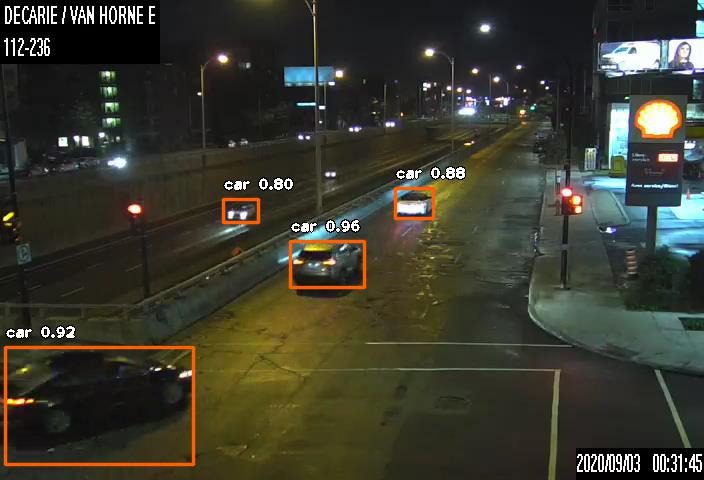 DECARIE / VAN HORNE E
112-236
car 0.80
car 0.88
car 0.96
car 0.92
2020/09/03 00:31:45